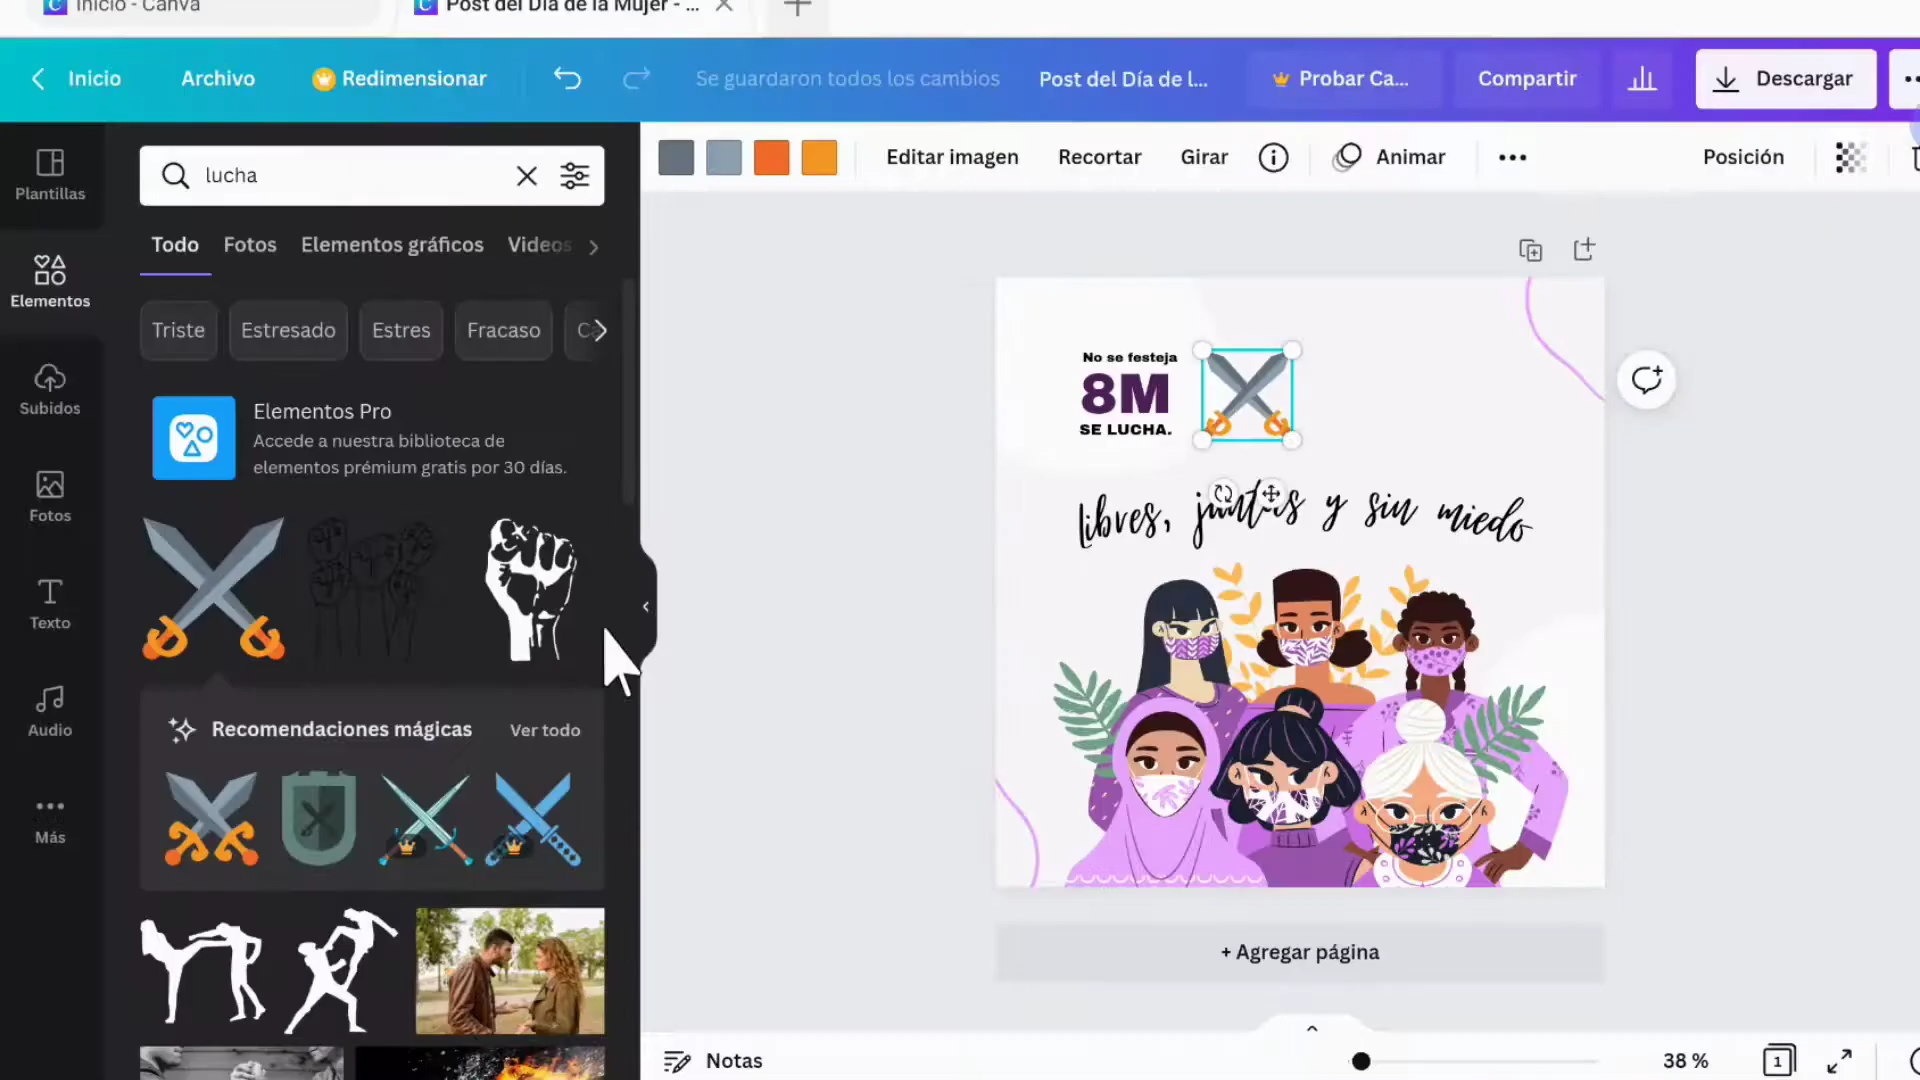 Inicio - Canva
Post del Día de la Mujer - ...
Inicio
Archivo
Redimensionar
Se guardaron todos los cambios
Post del Día de l...
Probar Ca...
Compartir
Descargar
Plantillas
Elementos
Subidos
Fotos
Texto
Audio
Más
lucha
Todo
Fotos
Elementos gráficos
Videos
Triste
Estresado
Estres
Fracaso
Elementos Pro
Accede a nuestra biblioteca de
elementos prémium gratis por 30 días.
Recomendaciones mágicas
Ver todo
Editar imagen
Recortar
Girar
Animar
Posición
No se festeja
8M
SE LUCHA.
libres, juntas y sin miedo
+ Agregar página
Notas
38 %
1